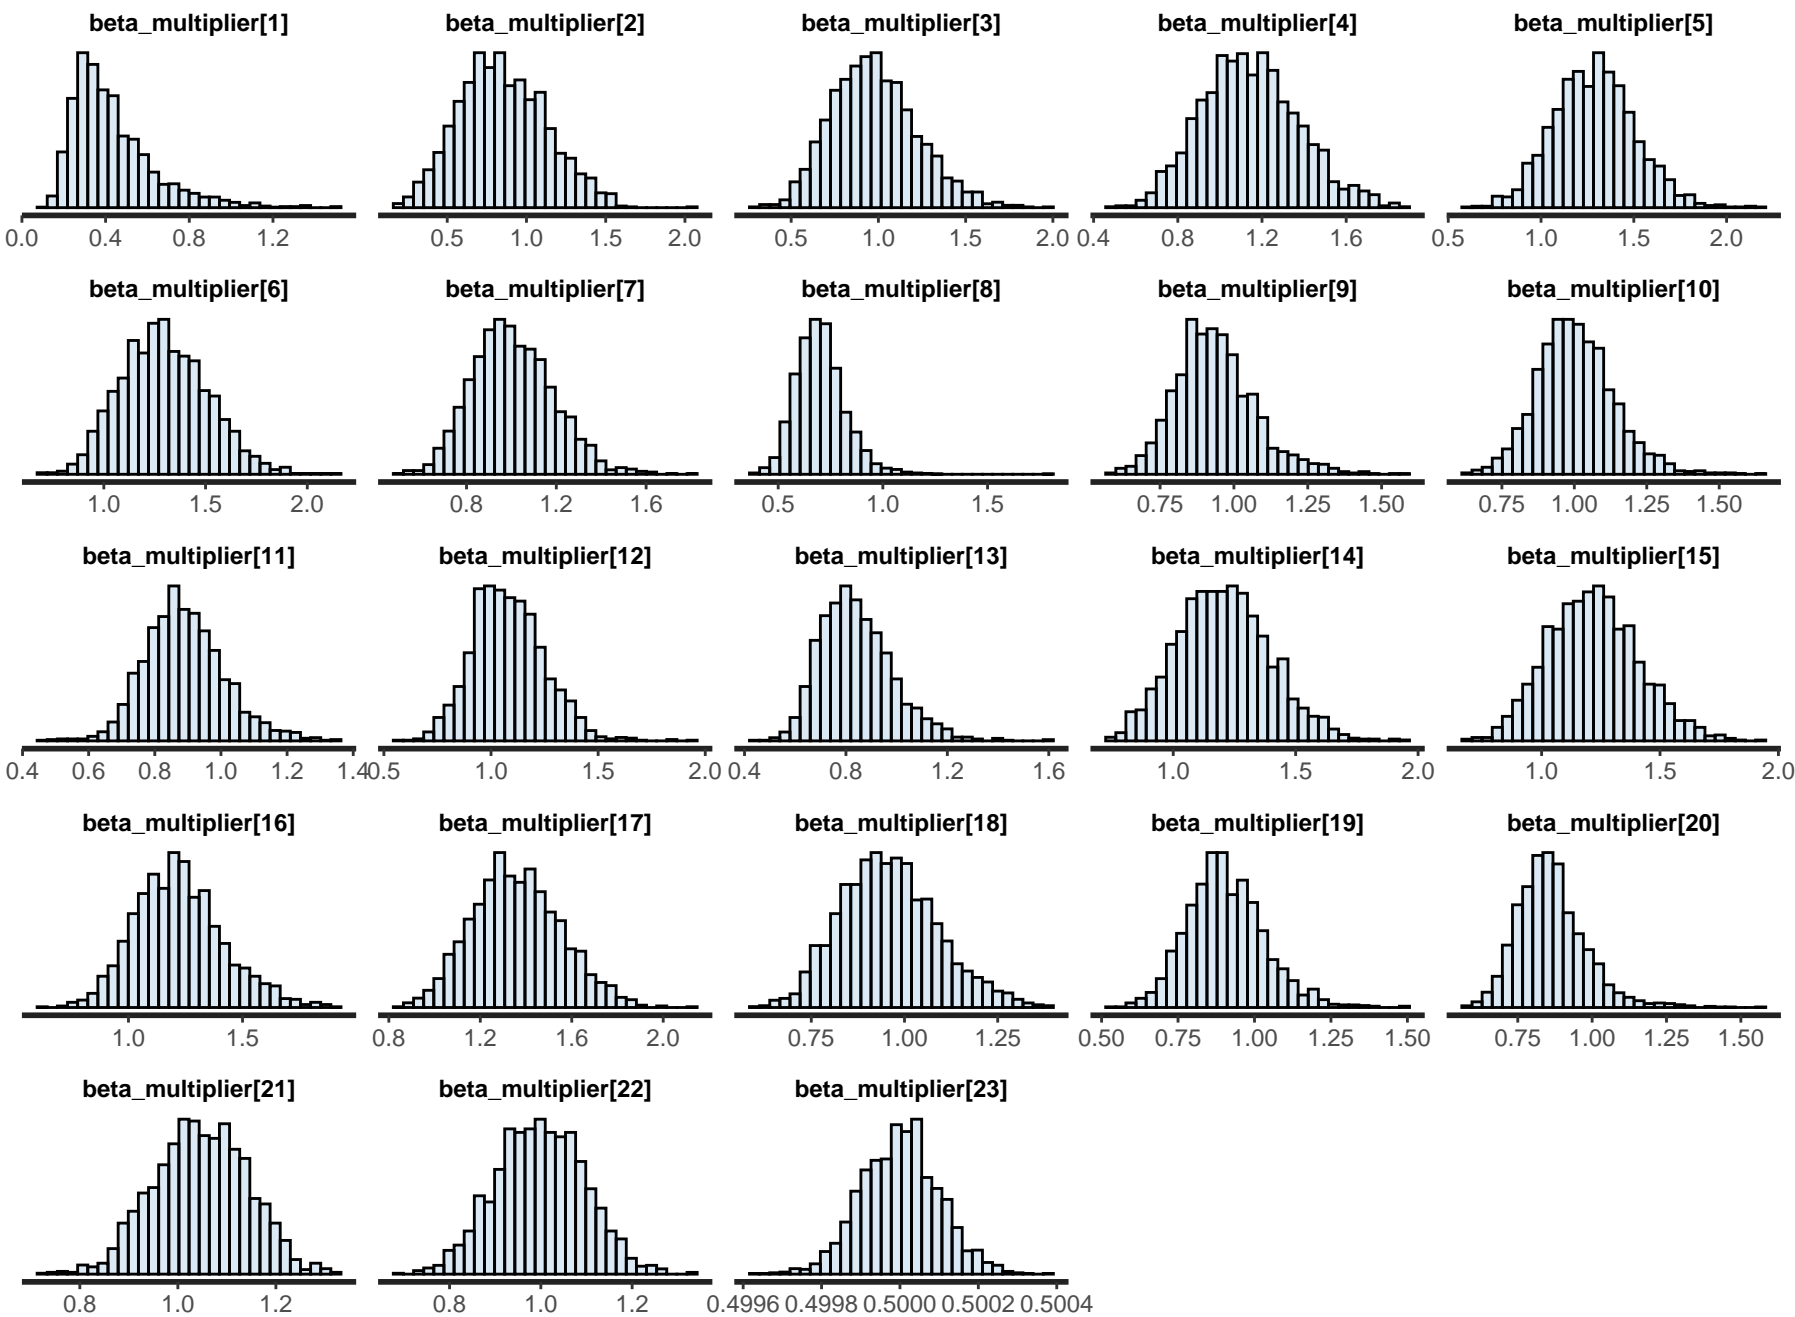 beta_multiplier[1] beta_multiplier[2] beta_multiplier[3] beta_multiplier[4] beta_multiplier[5]
0.0 0.4 0.8 1.2 0.5 1.0 1.5 2.0 0.5 1.0 1.5 2.0 0.4 0.8 1.2 1.6 0.5 1.0 1.5 2.0
beta_multiplier[6] beta_multiplier[7] beta_multiplier[8] beta_multiplier[9] beta_multiplier[10]
1.0 1.5 2.0 0.8 1.2 1.6 0.5 1.0 1.5 0.75 1.00 1.25 1.50 0.75 1.00 1.25 1.50
beta_multiplier[11] beta_multiplier[12] beta_multiplier[13] beta_multiplier[14] beta_multiplier[15]
0.4 0.6 0.8 1.0 1.2 1.4 0.5 1.0 1.5 2.0 0.4 0.8 1.2 1.6 1.0 1.5 2.0 1.0 1.5 2.0
beta_multiplier[16] beta_multiplier[17] beta_multiplier[18] beta_multiplier[19] beta_multiplier[20]
1.0 1.5 0.8 1.2 1.6 2.0 0.75 1.00 1.25 0.50 0.75 1.00 1.25 1.50 0.75 1.00 1.25 1.50
beta_multiplier[21] beta_multiplier[22] beta_multiplier[23]
0.8 1.0 1.2 0.8 1.0 1.2 0.4996 0.4998 0.5000 0.5002 0.5004